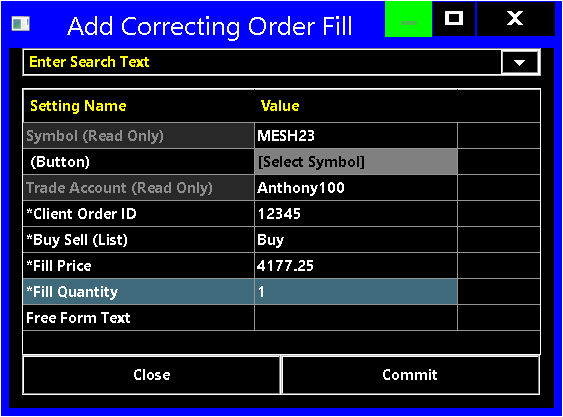 Add Correcting Order Fill
Enter Search Text
Setting Name Value
Symbol (Read Only) MESH23
(Button) [Select Symbol]
Trade Account (Read Only) Anthony100
*Client Order ID 12345
*Buy Sell (List) Buy
*Fill Price 4177.25
*Fill Quantity 1
Free Form Text
Close Commit